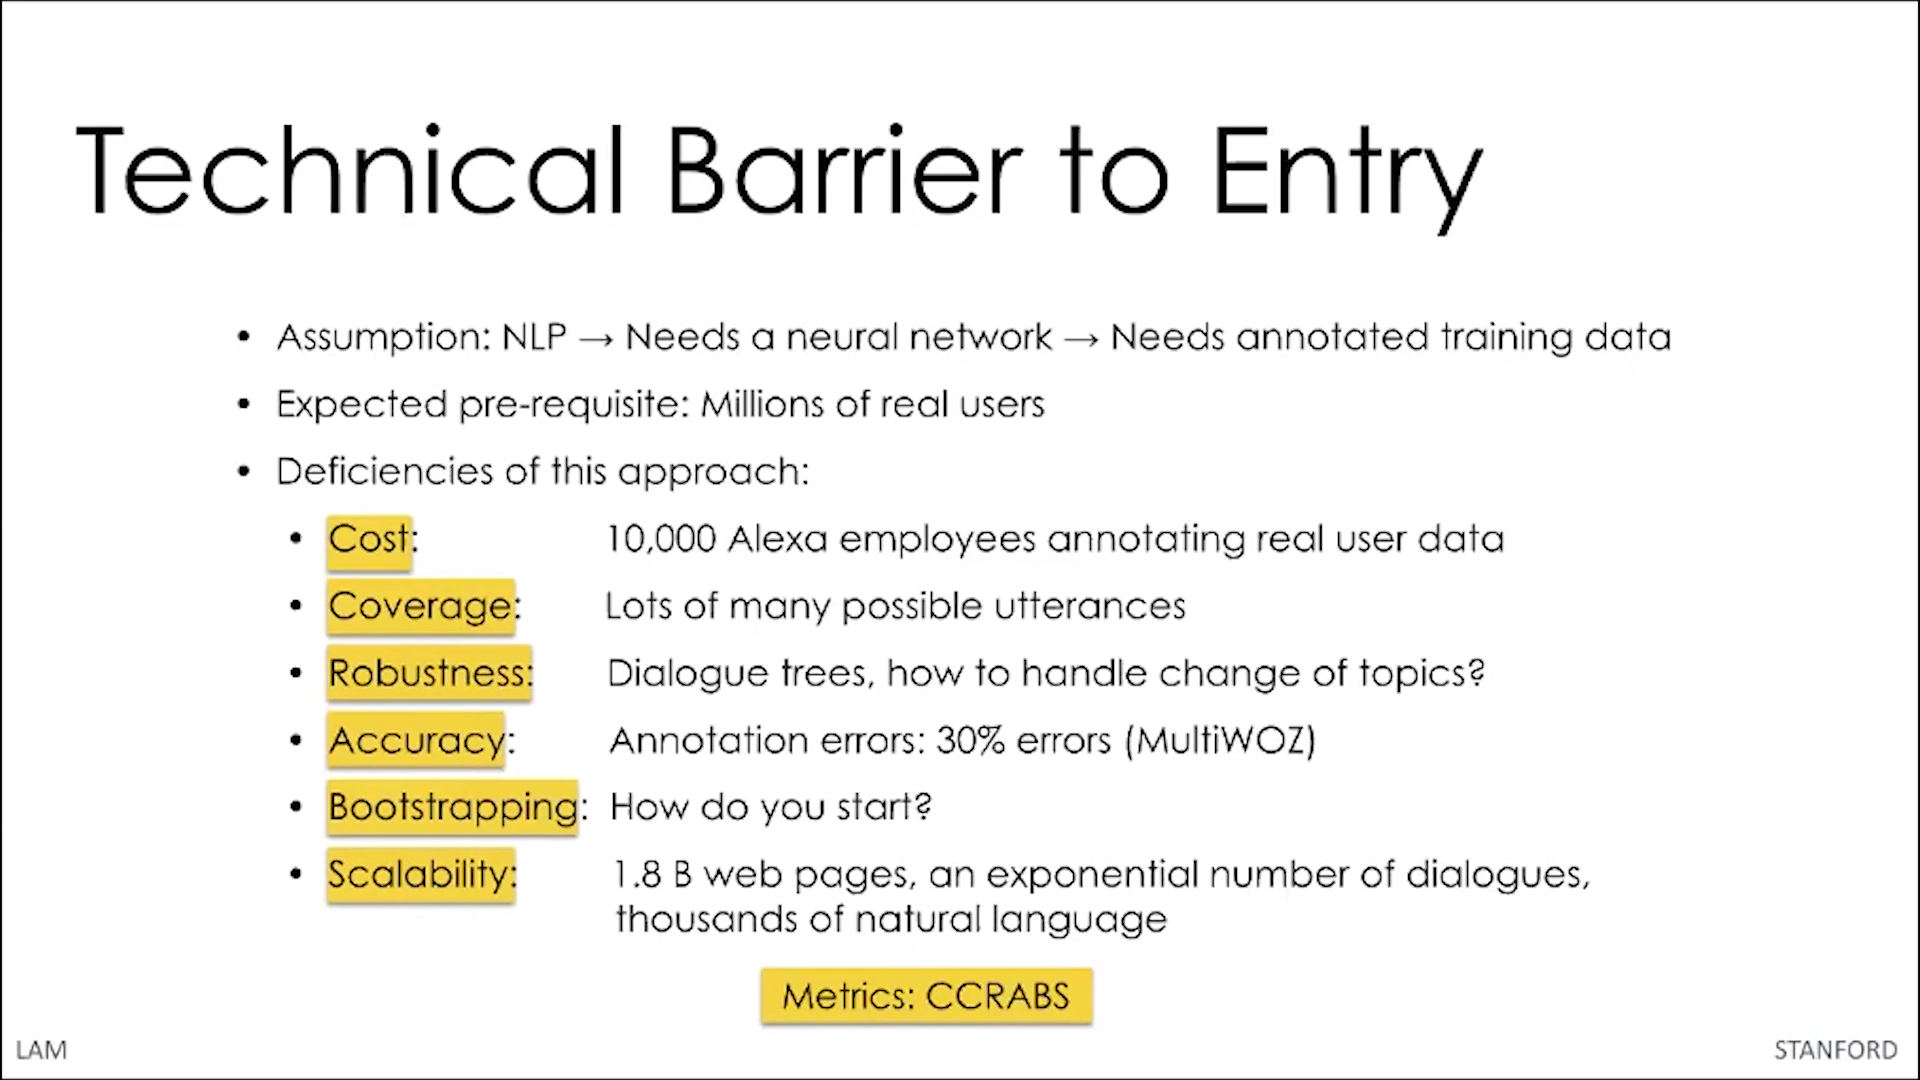 Technical Barrier to Entry
• Assumption: NLP → Needs a neural network → Needs annotated training data
• Expected pre-requisite: Millions of real users
• Deficiencies of this approach:
• Cost: 10,000 Alexa employees annotating real user data
• Coverage: Lots of many possible utterances
• Robustness: Dialogue trees, how to handle change of topics?
• Accuracy: Annotation errors: 30% errors (MultiWOZ)
• Bootstrapping: How do you start?
• Scalability: 1.8 B web pages, an exponential number of dialogues,
thousands of natural language
Metrics: CCRABS
LAM
STANFORD